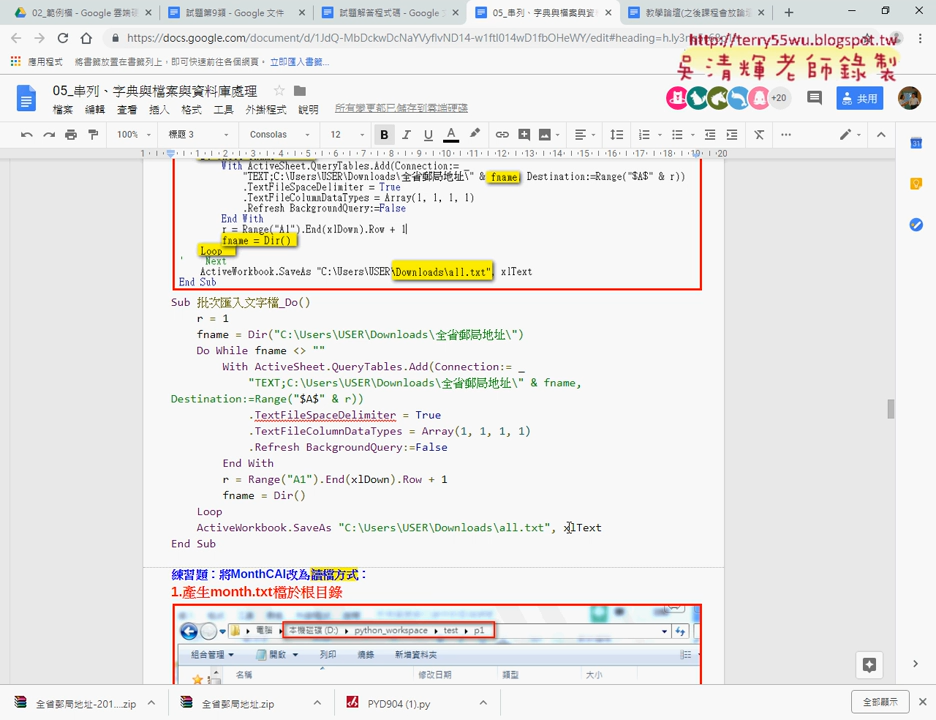 02_範例檔 - Google 雲端硬
試題第9類 - Google 文件
試題解答程式碼 - Google
05_串列、字典與檔案與資
教學論壇(之後課程會放論壇
https://docs.google.com/document/d/1JdQ-MbDckwDcNaYVyflvND14-w1ftI014wD1fbOHeWY/edit#heading=h.ly3
http://terry55wu.blogspot.tw
吳清輝老師錄製
應用程式
將書籤放置在書籤列上，即可快速前往各個網頁。
立即匯入書籤...
05_串列、字典與檔案與資料庫處理
檔案 編輯 查看 插入 格式 工具 外掛程式 說明
所有變更都已儲存到雲端硬碟
+20
共用
100%
標題 3
Consolas
12
B I U A
With ActiveSheet.QueryTables.Add(Connection:= _
"TEXT;C:\Users\USER\Downloads\全省郵局地址\" & fname, Destination:=Range("$A$" & r))
.TextFileSpaceDelimiter = True
.TextFileColumnDataTypes = Array(1, 1, 1, 1)
.Refresh BackgroundQuery:=False
End With
r = Range("A1").End(xlDown).Row + 1
fname = Dir()
Loop
' Next
ActiveWorkbook.SaveAs "C:\Users\USER\Downloads\all.txt", xlText
End Sub
Sub 批次匯入文字檔_Do()
r = 1
fname = Dir("C:\Users\USER\Downloads\全省郵局地址\")
Do While fname <> ""
With ActiveSheet.QueryTables.Add(Connection:= _
"TEXT;C:\Users\USER\Downloads\全省郵局地址\" & fname,
Destination:=Range("$A$" & r))
.TextFileSpaceDelimiter = True
.TextFileColumnDataTypes = Array(1, 1, 1, 1)
.Refresh BackgroundQuery:=False
End With
r = Range("A1").End(xlDown).Row + 1
fname = Dir()
Loop
ActiveWorkbook.SaveAs "C:\Users\USER\Downloads\all.txt", xlText
End Sub
練習題：將MonthCAl改為讀檔方式：
1.產生month.txt檔於根目錄
電腦 ▸ 本機磁碟 (D:) ▸ python_workspace ▸ test ▸ p1
組合管理 開啟 列印 燒錄 新增資料夾
名稱 修改日期 類型 大小
全省郵局地址-201....zip
全省郵局地址.zip
PYD904 (1).py
全部顯示